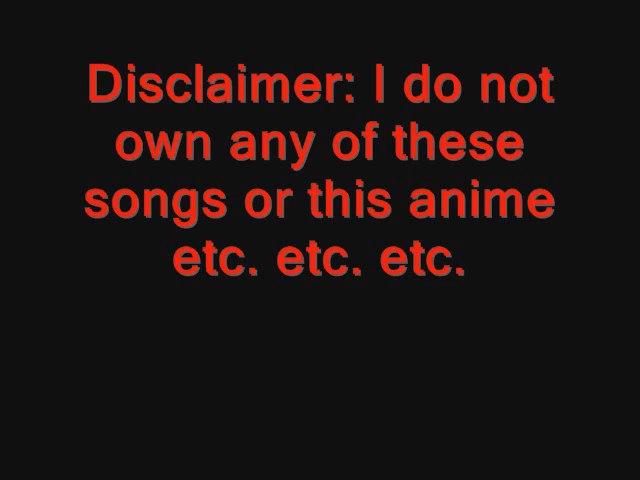 Disclaimer: I do not
own any of these
songs or this anime
etc. etc. etc.